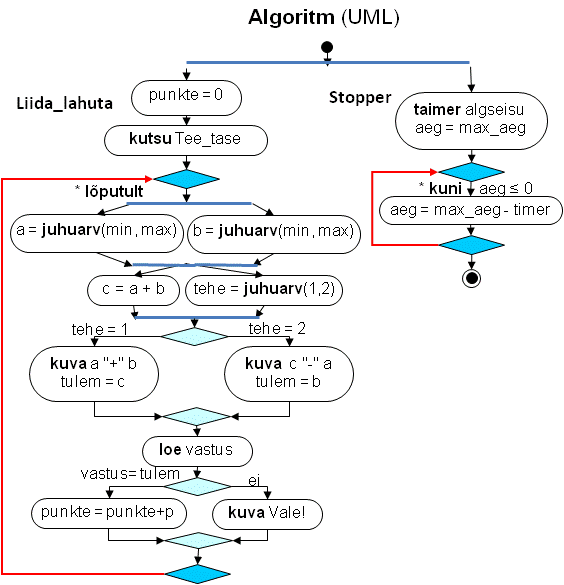 Algoritm (UML)
Liida_lahuta
punkte = 0
kutsu Tee_tase
* lõputult
a = juhuarv(min, max)
b = juhuarv(min, max)
c = a + b
tehe = juhuarv(1,2)
tehe = 1
tehe = 2
kuva a "+" b
tulem = c
kuva c "-" a
tulem = b
loe vastus
vastus= tulem
ei
punkte = punkte+p
kuva Vale!
Stopper
taimer algseisu
aeg = max_aeg
* kuni aeg ≤ 0
aeg = max_aeg - timer